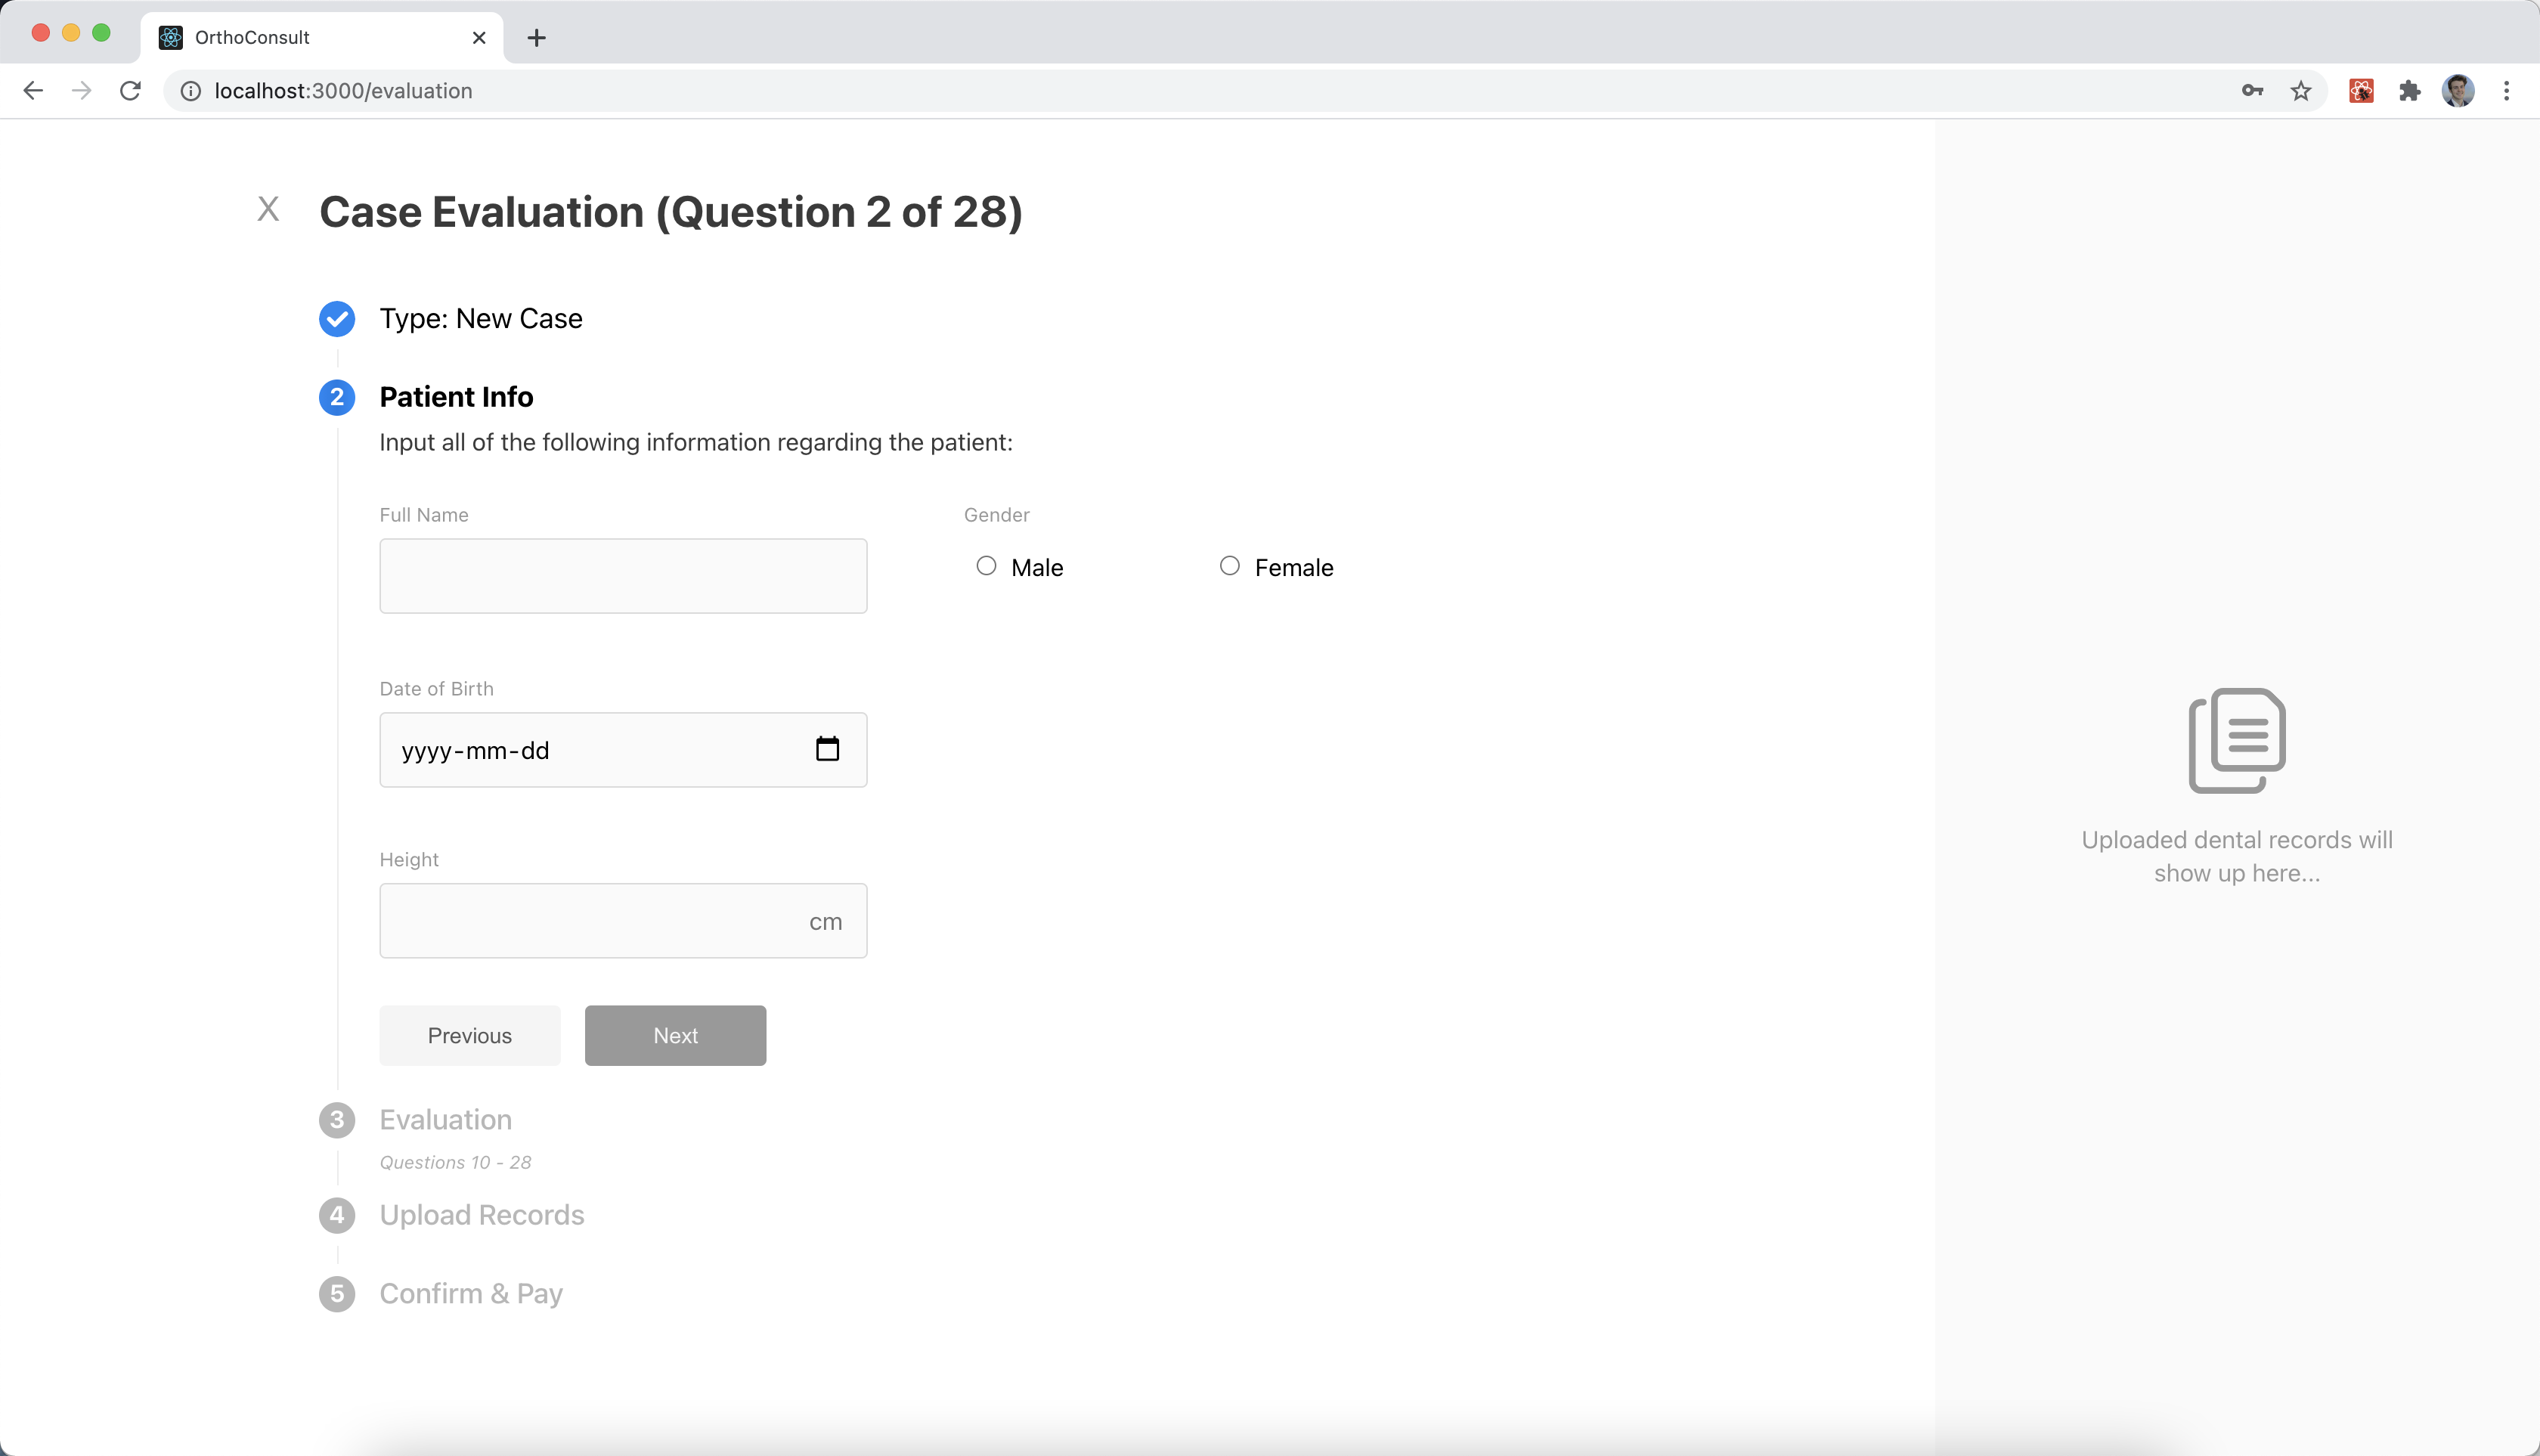 OrthoConsult
localhost:3000/evaluation
X Case Evaluation (Question 2 of 28)
Type: New Case
2 Patient Info
Input all of the following information regarding the patient:
Full Name
Gender
Male
Female
Date of Birth
yyyy-mm-dd
Height
cm
Previous
Next
3 Evaluation
Questions 10 - 28
4 Upload Records
5 Confirm & Pay
Uploaded dental records will
show up here...